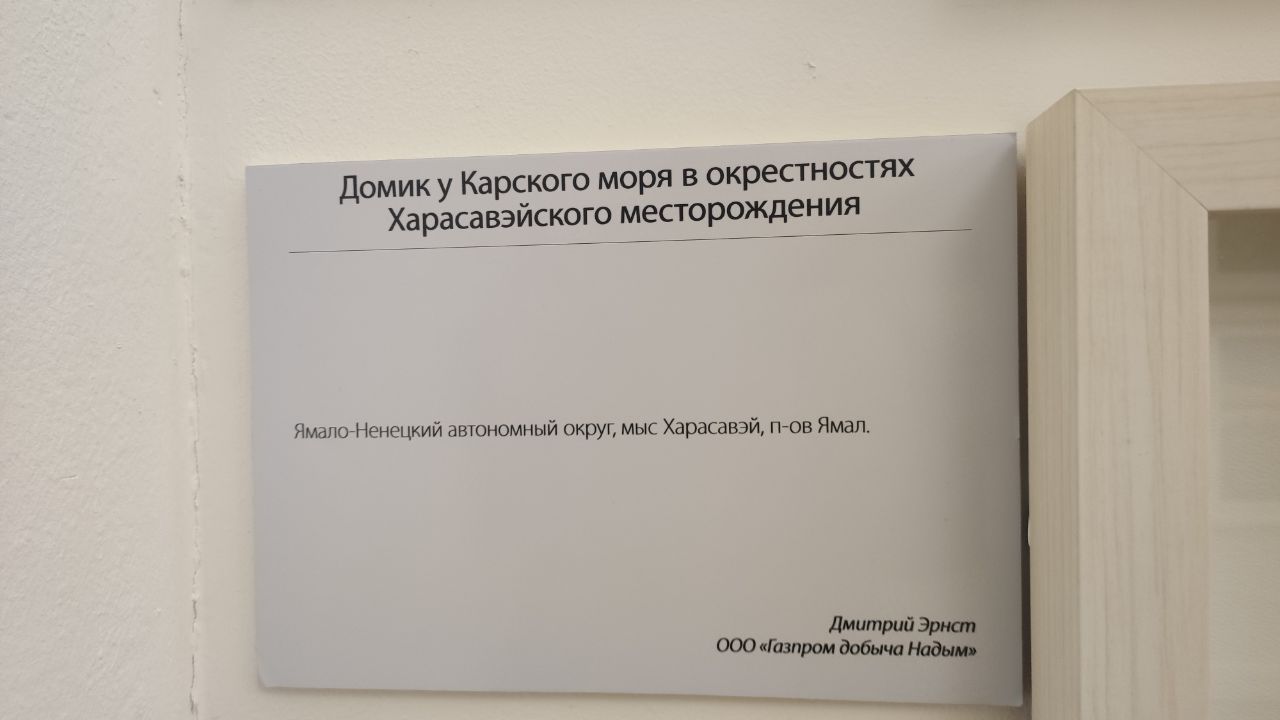 Домик у Карского моря в окрестностях
Харасавэйского месторождения
Ямало-Ненецкий автономный округ, мыс Харасавэй, п-ов Ямал.
Дмитрий Эрнст
ООО «Газпром добыча Надым»